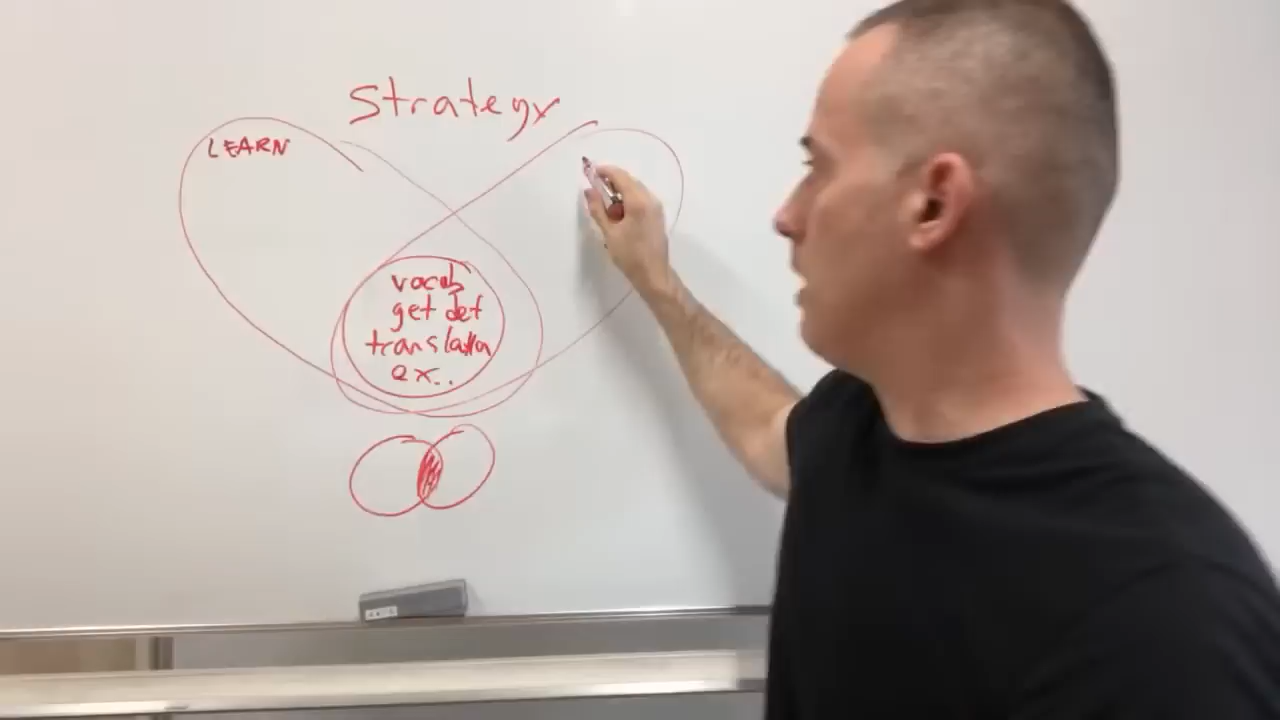 Strategy
LEARN
vocab
get def
translation
ex..